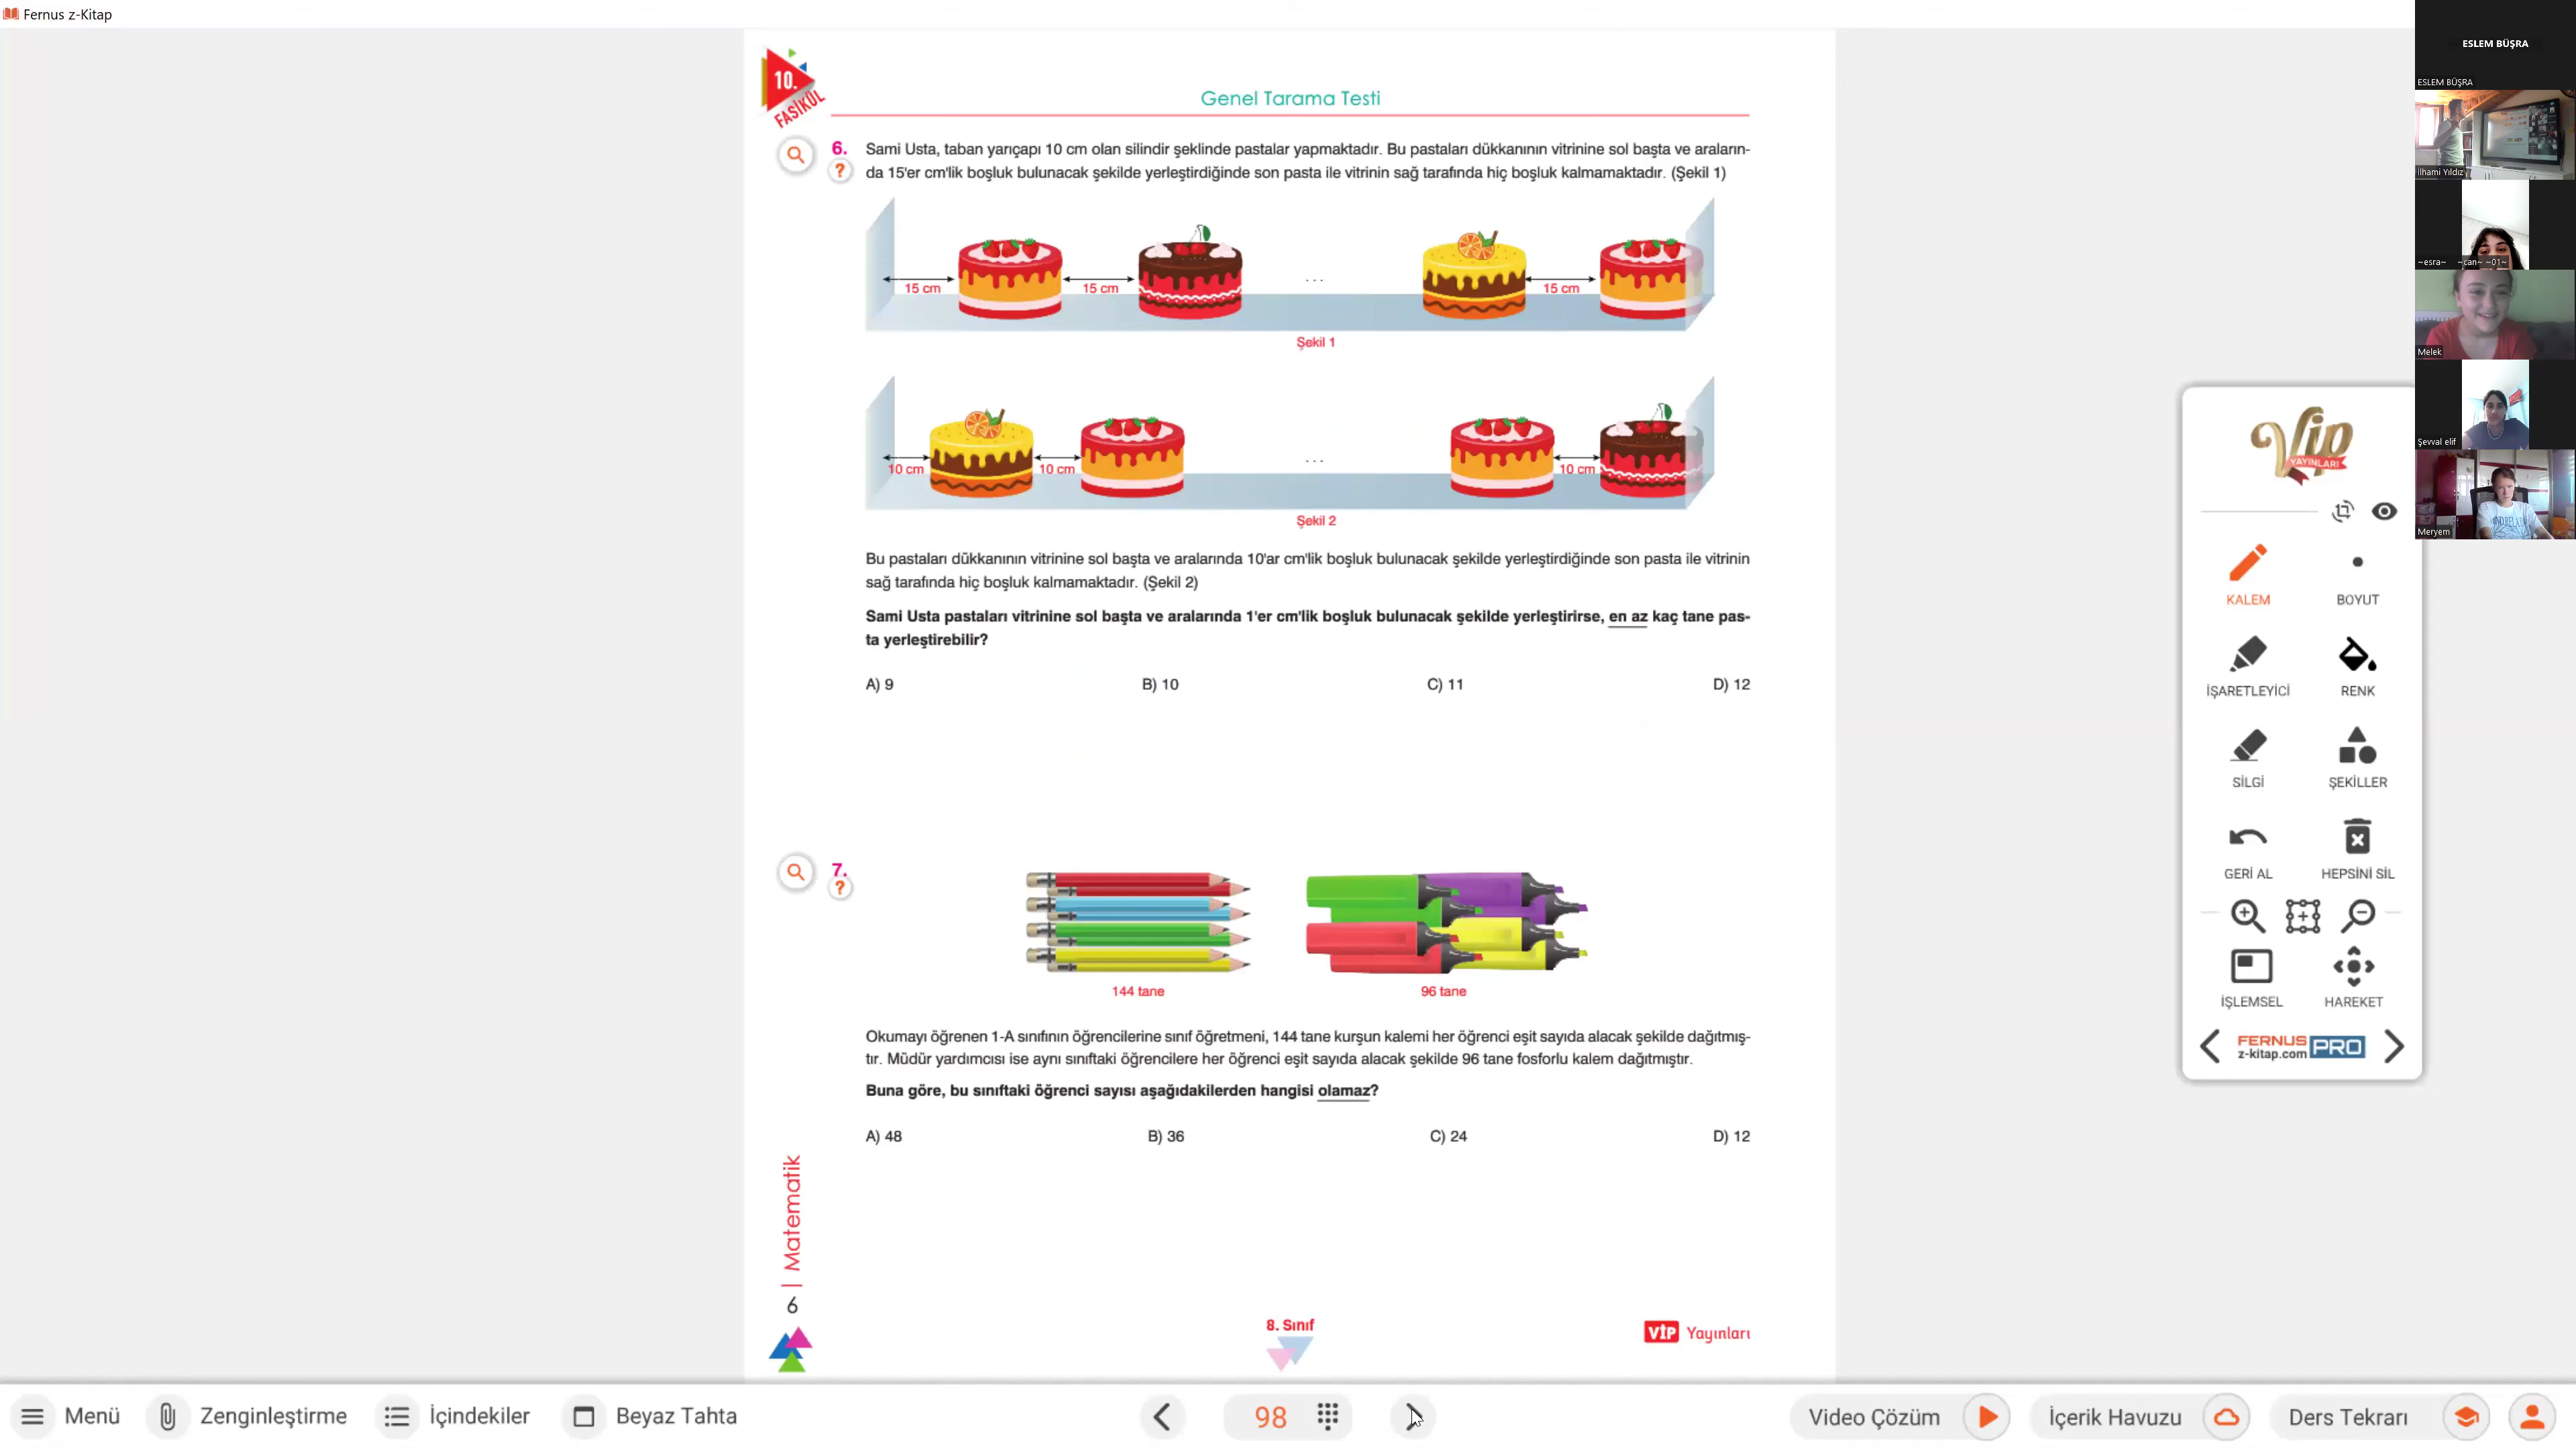 Fernus z-Kitap
ESLEM BÜŞRA
ESLEM BÜŞRA
İlhami Yıldız
~esra~ ~can~ ~01~
Melek
Şevval elif
Meryem
10.
FASİKÜL
Genel Tarama Testi
6. Sami Usta, taban yarıçapı 10 cm olan silindir şeklinde pastalar yapmaktadır. Bu pastaları dükkanının vitrinine sol başta ve araların-
? da 15'er cm'lik boşluk bulunacak şekilde yerleştirdiğinde son pasta ile vitrinin sağ tarafında hiç boşluk kalmamaktadır. (Şekil 1)
15 cm 15 cm ... 15 cm
Şekil 1
10 cm 10 cm ... 10 cm
Şekil 2
Bu pastaları dükkanının vitrinine sol başta ve aralarında 10'ar cm'lik boşluk bulunacak şekilde yerleştirdiğinde son pasta ile vitrinin
sağ tarafında hiç boşluk kalmamaktadır. (Şekil 2)
Sami Usta pastaları vitrinine sol başta ve aralarında 1'er cm'lik boşluk bulunacak şekilde yerleştirirse, en az kaç tane pas-
ta yerleştirebilir?
A) 9 B) 10 C) 11 D) 12
7.
?
144 tane 96 tane
Okumayı öğrenen 1-A sınıfının öğrencilerine sınıf öğretmeni, 144 tane kurşun kalemi her öğrenci eşit sayıda alacak şekilde dağıtmış-
tır. Müdür yardımcısı ise aynı sınıftaki öğrencilere her öğrenci eşit sayıda alacak şekilde 96 tane fosforlu kalem dağıtmıştır.
Buna göre, bu sınıftaki öğrenci sayısı aşağıdakilerden hangisi olamaz?
A) 48 B) 36 C) 24 D) 12
| Matematik
6
8. Sınıf
VİP Yayınları
Vip
YAYINLARI
KALEM BOYUT
İŞARETLEYİCİ RENK
SİLGİ ŞEKİLLER
GERİ AL HEPSİNİ SİL
İŞLEMSEL HAREKET
FERNUS
z-kitap.com PRO
Menü Zenginleştirme İçindekiler Beyaz Tahta 98 Video Çözüm İçerik Havuzu Ders Tekrarı